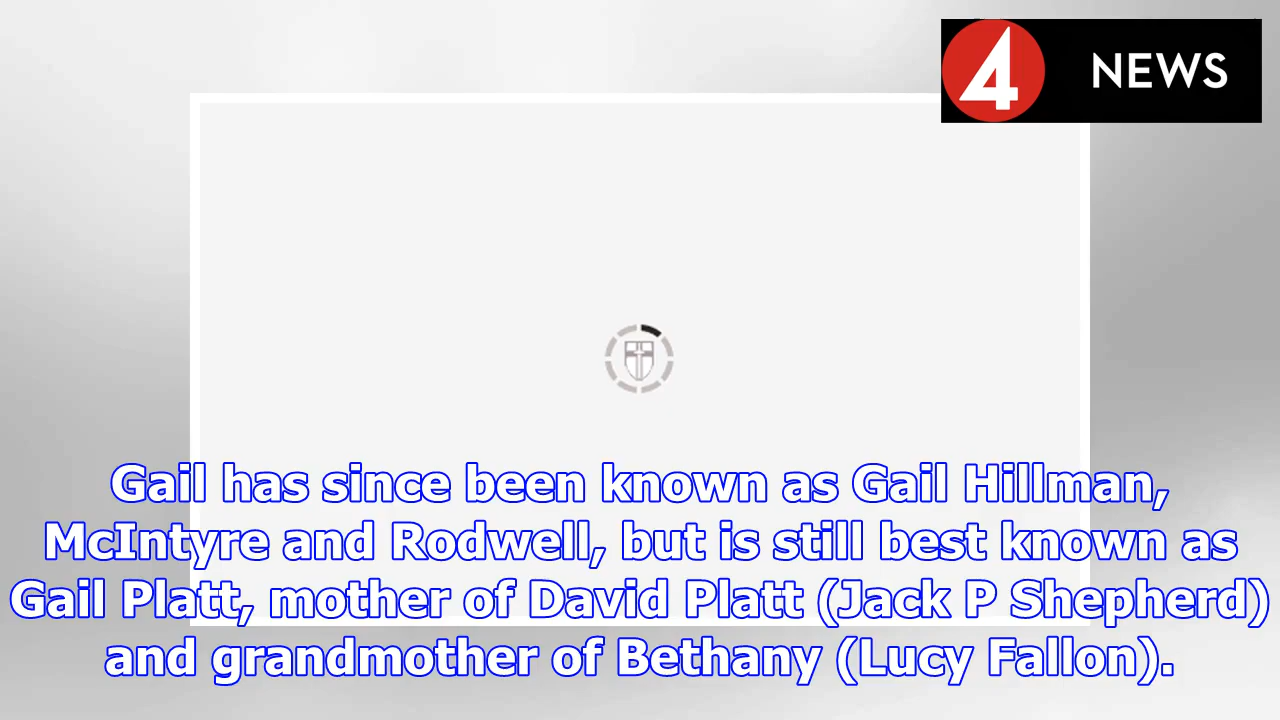 4 NEWS
Gail has since been known as Gail Hillman,
McIntyre and Rodwell, but is still best known as
Gail Platt, mother of David Platt (Jack P Shepherd)
and grandmother of Bethany (Lucy Fallon).